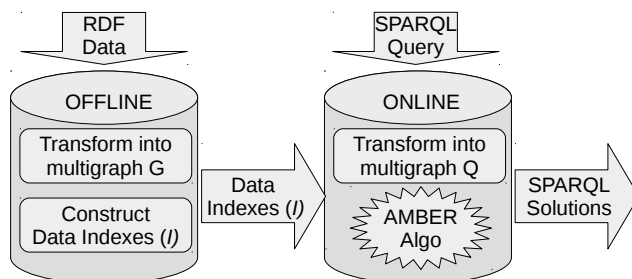 RDF
Data
OFFLINE
Transform into
multigraph G
Construct
Data Indexes (I)
Data
Indexes (I)
SPARQL
Query
ONLINE
Transform into
multigraph Q
AMBER
Algo
SPARQL
Solutions